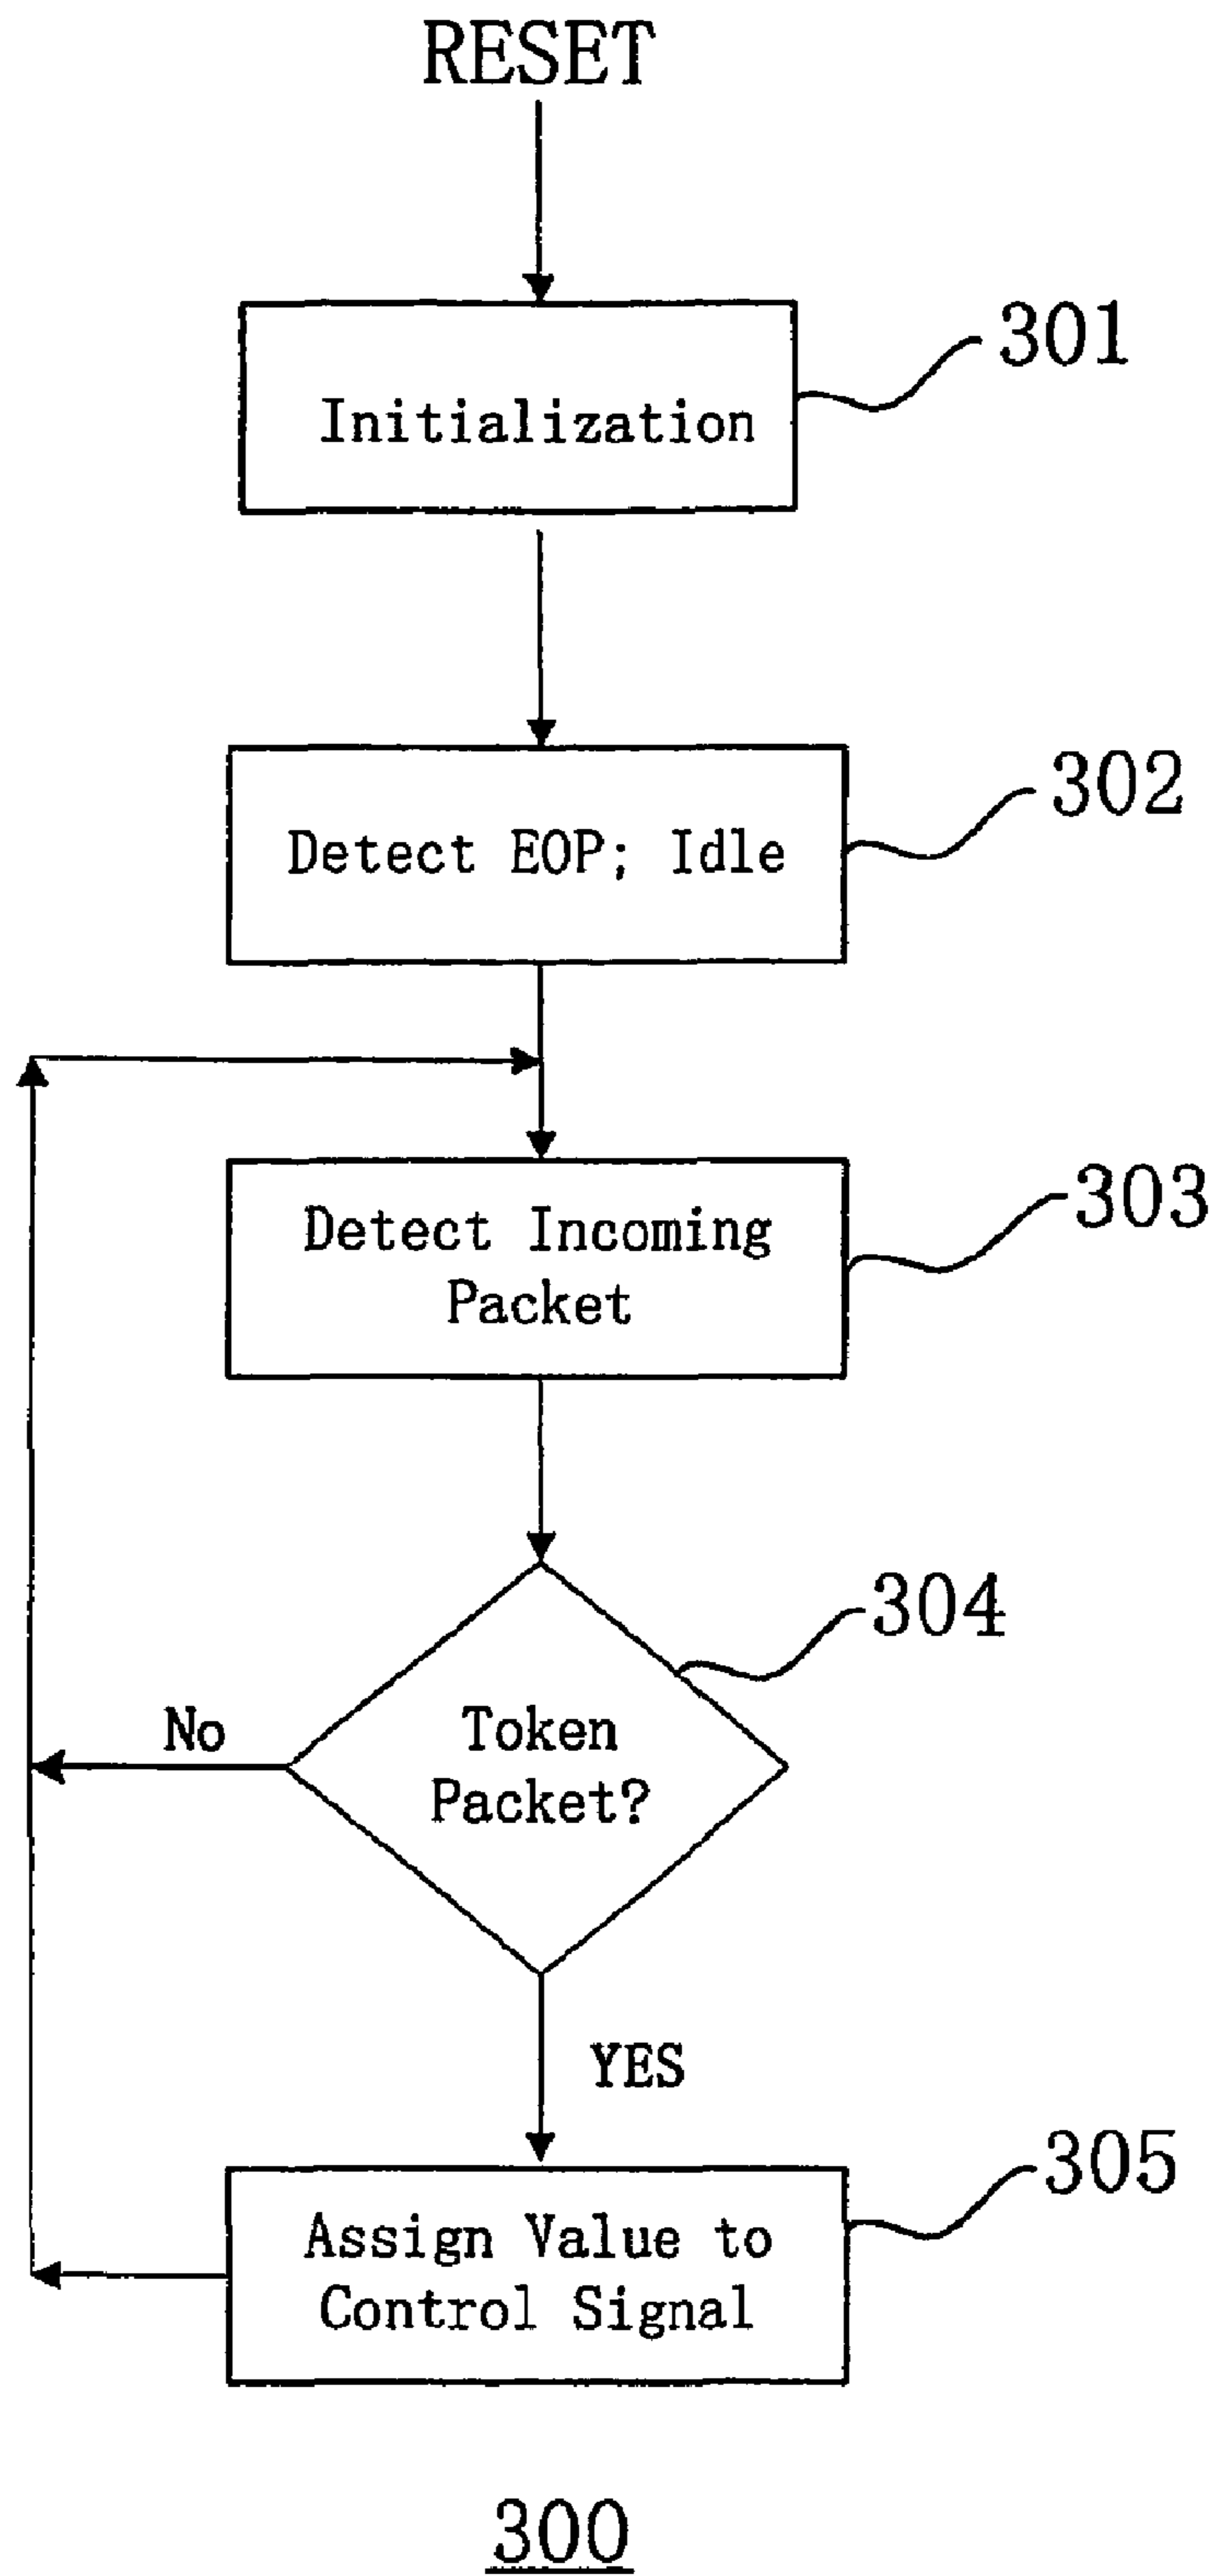 RESET
301
Initialization
302
Detect EOP; Idle
303
Detect Incoming
Packet
304
No
Token
Packet?
YES
305
Assign Value to
Control Signal
300